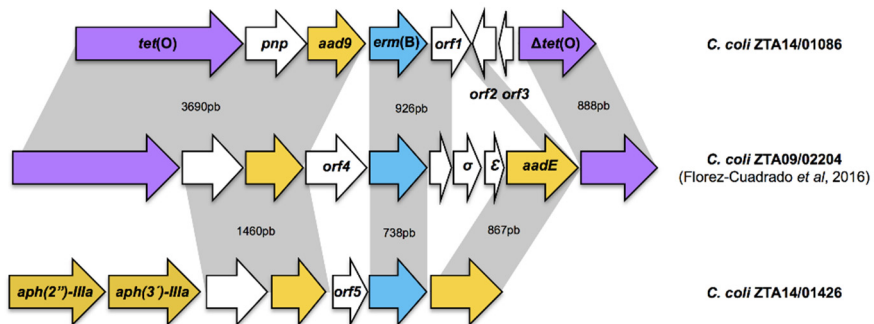 tet(O) pnp aad9 erm(B) orf1 Δtet(O) C. coli ZTA14/01086
orf2 orf3
3690pb 926pb 888pb
orf4 σ ε aadE C. coli ZTA09/02204
(Florez-Cuadrado et al, 2016)
1460pb 738pb 867pb
aph(2")-IIIa aph(3´)-IIIa orf5 C. coli ZTA14/01426